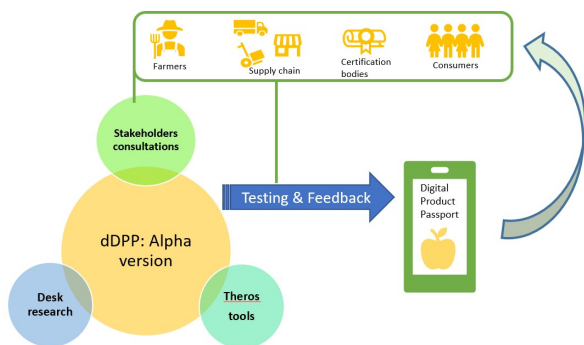 Farmers
Supply chain
Certification
bodies
Consumers
Stakeholders
consultations
Testing & Feedback
Digital
Product
Passport
dDPP: Alpha
version
Desk
research
Theros
tools